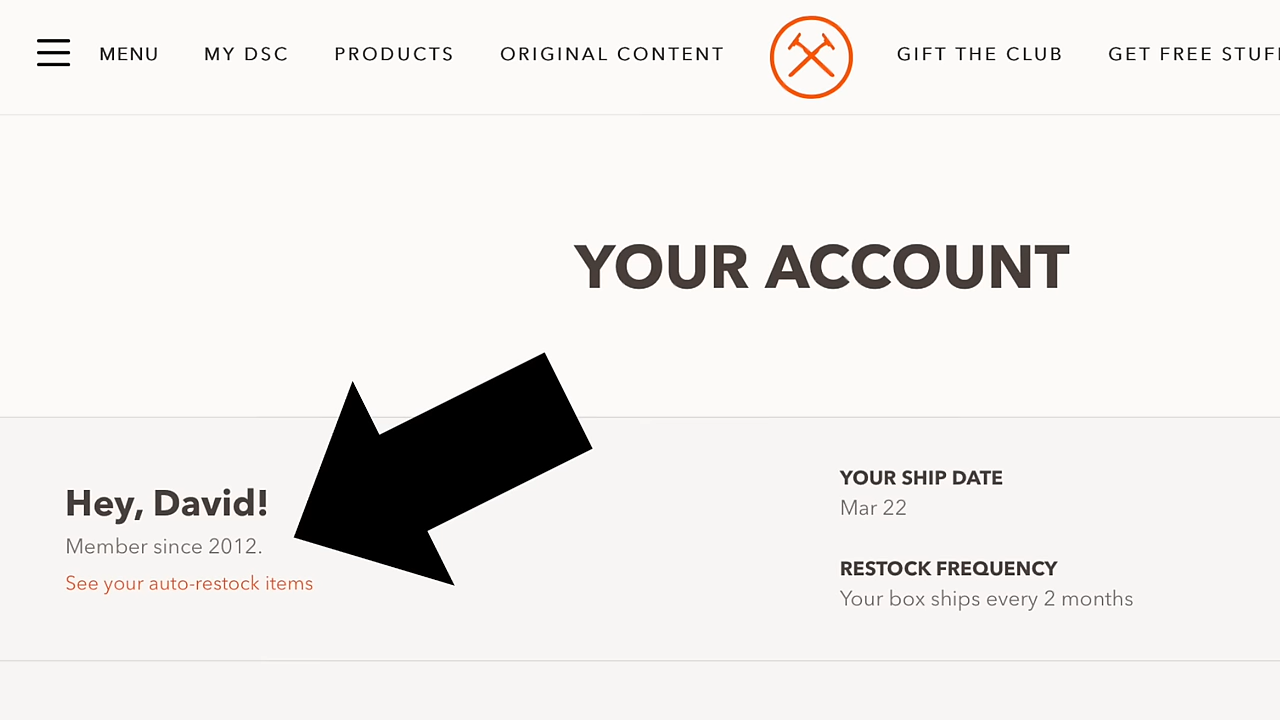 MENU MY DSC PRODUCTS ORIGINAL CONTENT GIFT THE CLUB GET FREE STUF
YOUR ACCOUNT
Hey, David!
Member since 2012.
See your auto-restock items
YOUR SHIP DATE
Mar 22
RESTOCK FREQUENCY
Your box ships every 2 months